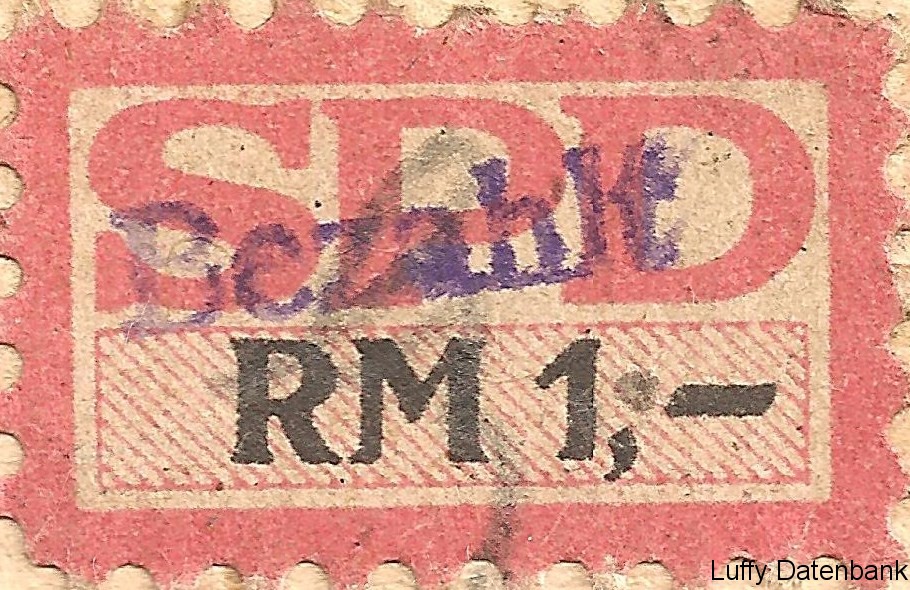 SPD
Bezahlt
RM 1,—
Luffy Datenbank